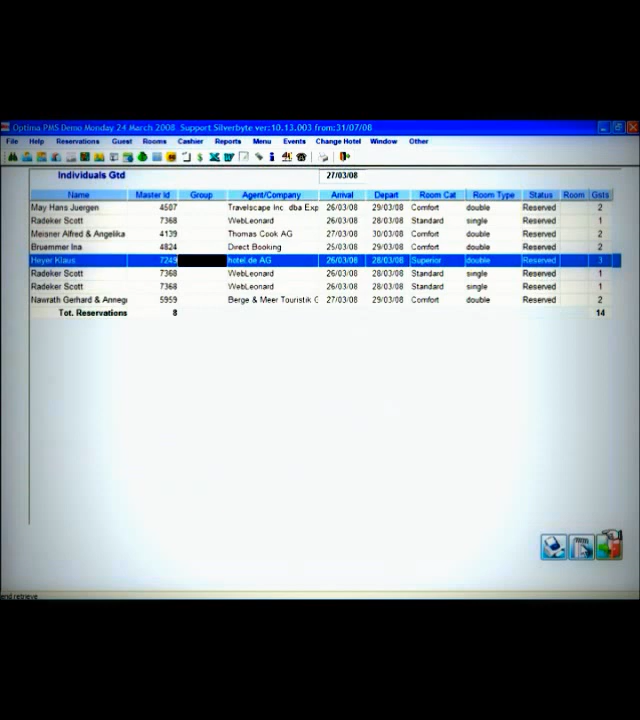 Optima PMS Demo Monday 24 March 2008 Support Silverbyte ver:10.13.003 from:31/07/08
File Help Reservations Guest Rooms Cashier Reports Menu Events Change Hotel Window Other
Individuals Gtd 27/03/08
Name Master Id Group Agent/Company Arrival Depart Room Cat Room Type Status Room Gsts
May Hans Juergen 4507 Travelscape Inc dba Exp 26/03/08 29/03/08 Comfort double Reserved 2
Radeker Scott 7368 WebLeonard 26/03/08 28/03/08 Standard single Reserved 1
Meisner Alfred & Angelika 4139 Thomas Cook AG 27/03/08 30/03/08 Comfort double Reserved 2
Bruemmer Ina 4824 Direct Booking 26/03/08 29/03/08 Comfort double Reserved 2
Heyer Klaus 7249 hotel de AG 26/03/08 28/03/08 Superior double Reserved 3
Radeker Scott 7368 WebLeonard 26/03/08 28/03/08 Standard single Reserved 1
Radeker Scott 7368 WebLeonard 26/03/08 28/03/08 Standard single Reserved 1
Nawrath Gerhard & Anneg 5959 Berge & Meer Touristik G 27/03/08 29/03/08 Comfort double Reserved 2
Tot. Reservations 8 14
end retrieve